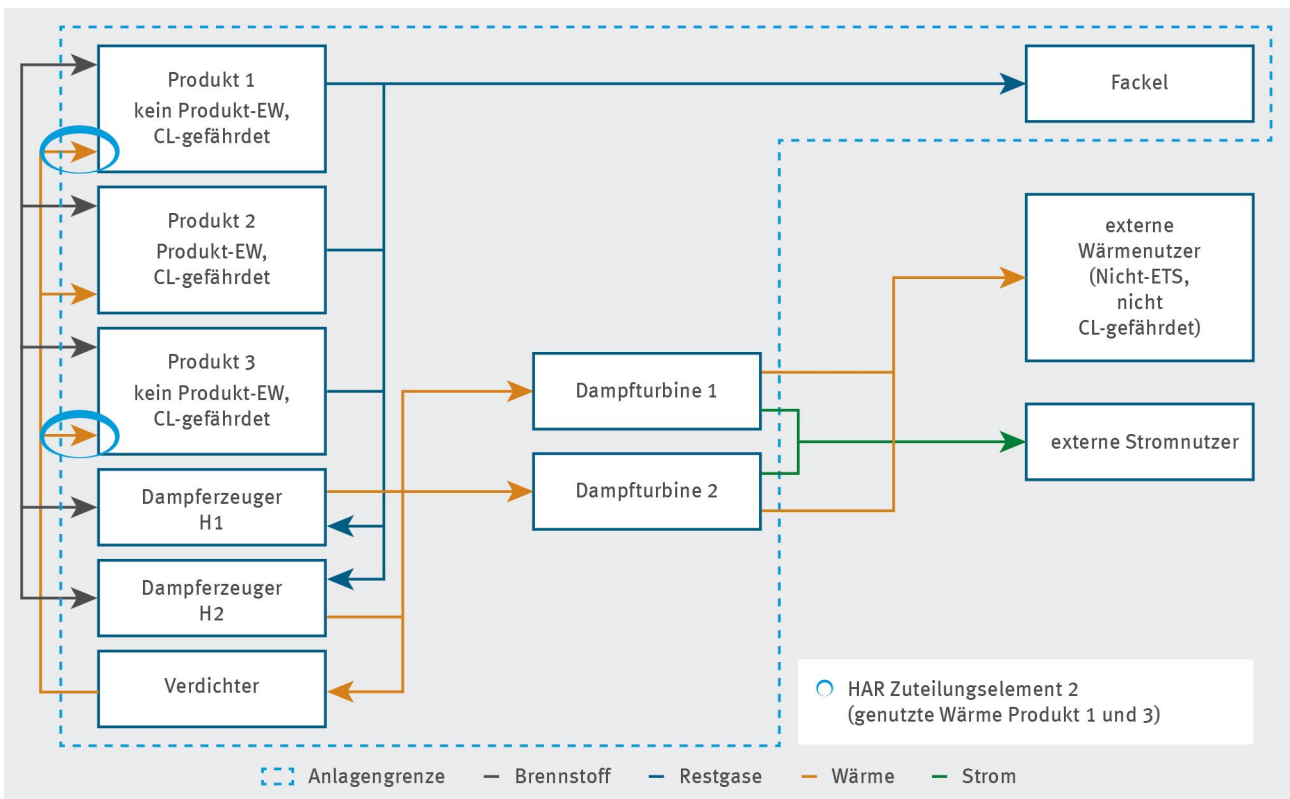 Produkt 1
kein Produkt-EW,
CL-gefährdet
Fackel
Produkt 2
Produkt-EW,
CL-gefährdet
externe
Wärmenutzer
(Nicht-ETS,
nicht
CL-gefährdet)
Produkt 3
kein Produkt-EW,
CL-gefährdet
Dampfturbine 1
externe Stromnutzer
Dampfturbine 2
Dampferzeuger
H1
Dampferzeuger
H2
Verdichter
HAR Zuteilungselement 2
(genutzte Wärme Produkt 1 und 3)
Anlagengrenze
Brennstoff
Restgase
Wärme
Strom